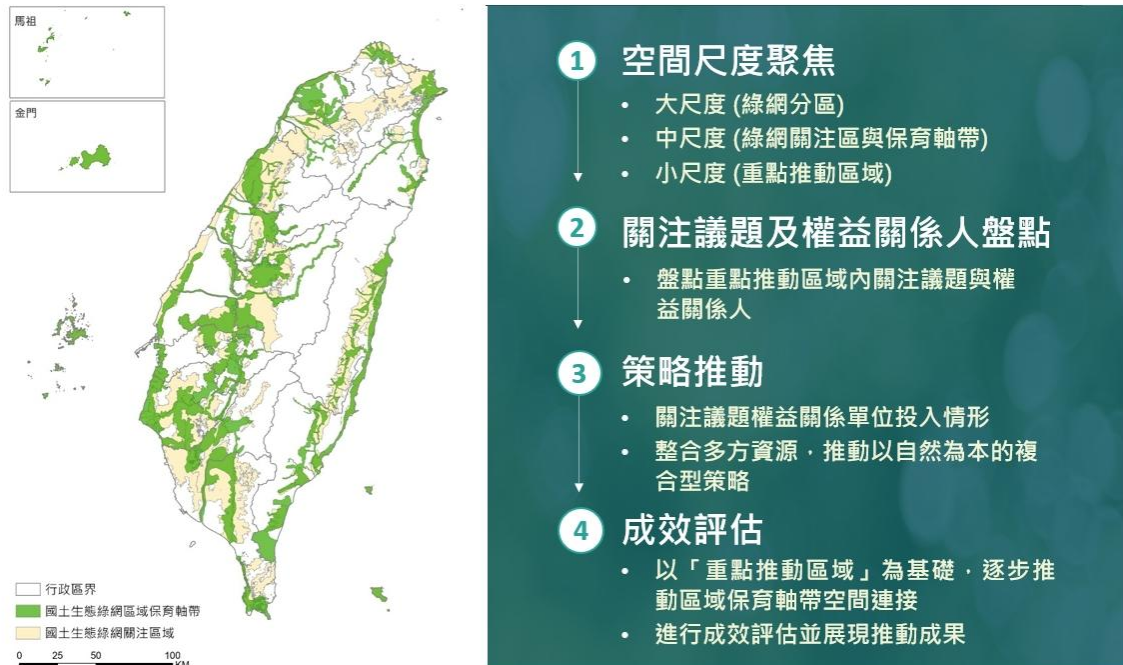 馬祖
金門
行政區界
國土生態綠網區域保育軸帶
國土生態綠網關注區域
0 25 50 100
KM
1 空間尺度聚焦
• 大尺度 (綠網分區)
• 中尺度 (綠網關注區與保育軸帶)
• 小尺度 (重點推動區域)
2 關注議題及權益關係人盤點
• 盤點重點推動區域內關注議題與權
益關係人
3 策略推動
• 關注議題權益關係單位投入情形
• 整合多方資源，推動以自然為本的複
合型策略
4 成效評估
• 以「重點推動區域」為基礎，逐步推
動區域保育軸帶空間連接
• 進行成效評估並展現推動成果